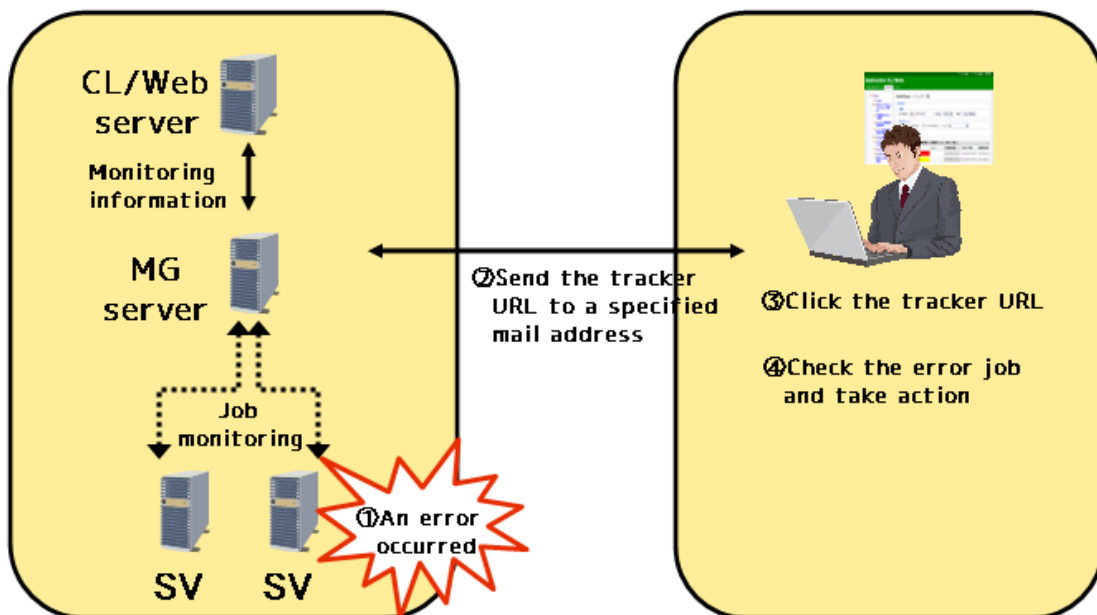 CL/Web
server
Monitoring
information
MG
server
Job
monitoring
SV
SV
①An error
occurred
②Send the tracker
URL to a specified
mail address
③Click the tracker URL
④Check the error job
and take action